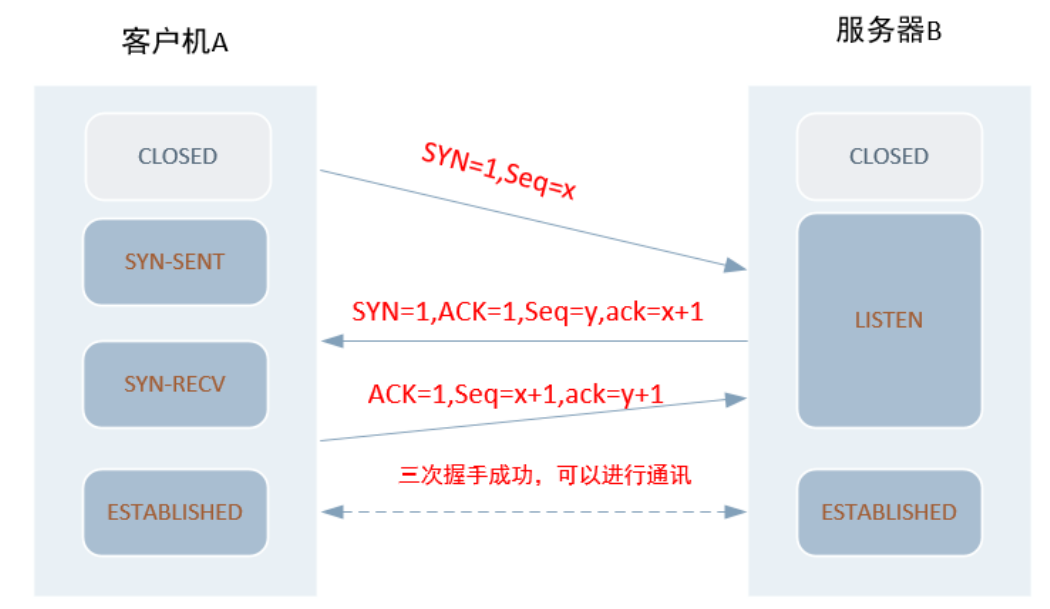 客户机A
服务器B
CLOSED
SYN=1,Seq=x
CLOSED
SYN-SENT
SYN=1,ACK=1,Seq=y,ack=x+1
LISTEN
SYN-RECV
ACK=1,Seq=x+1,ack=y+1
三次握手成功，可以进行通讯
ESTABLISHED
ESTABLISHED